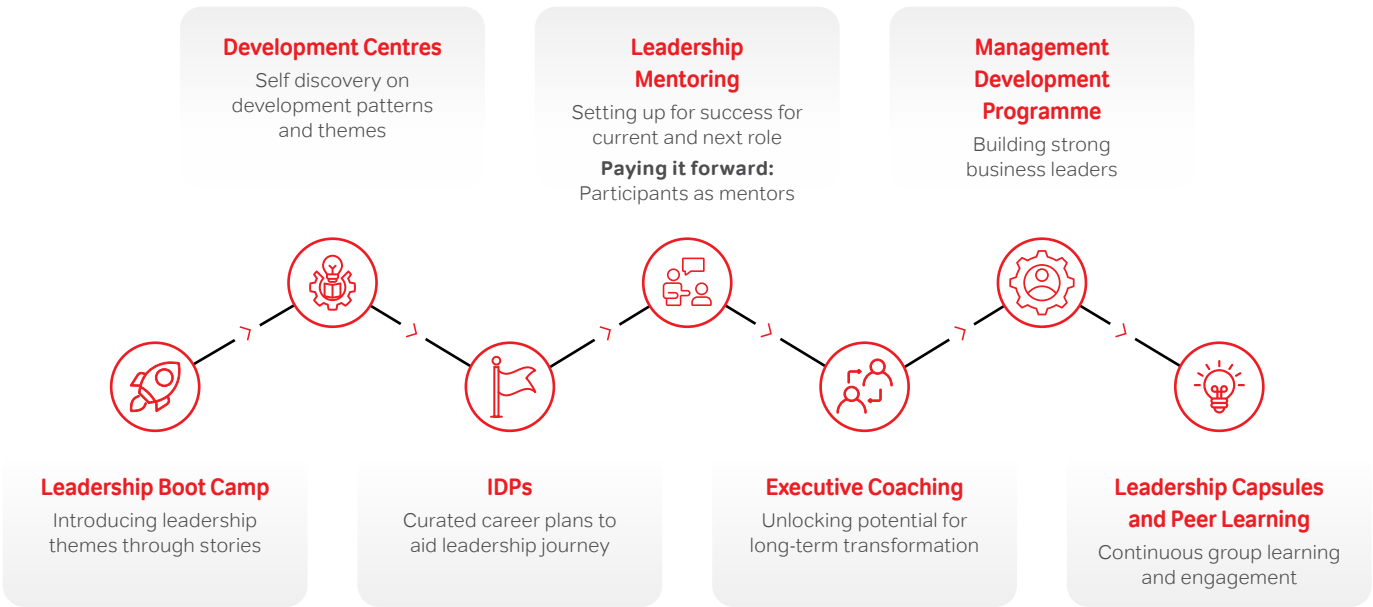 Development Centres
Self discovery on
development patterns
and themes
Leadership
Mentoring
Setting up for success for
current and next role
Paying it forward:
Participants as mentors
Management
Development
Programme
Building strong
business leaders
Leadership Boot Camp
Introducing leadership
themes through stories
IDPs
Curated career plans to
aid leadership journey
Executive Coaching
Unlocking potential for
long-term transformation
Leadership Capsules
and Peer Learning
Continuous group learning
and engagement